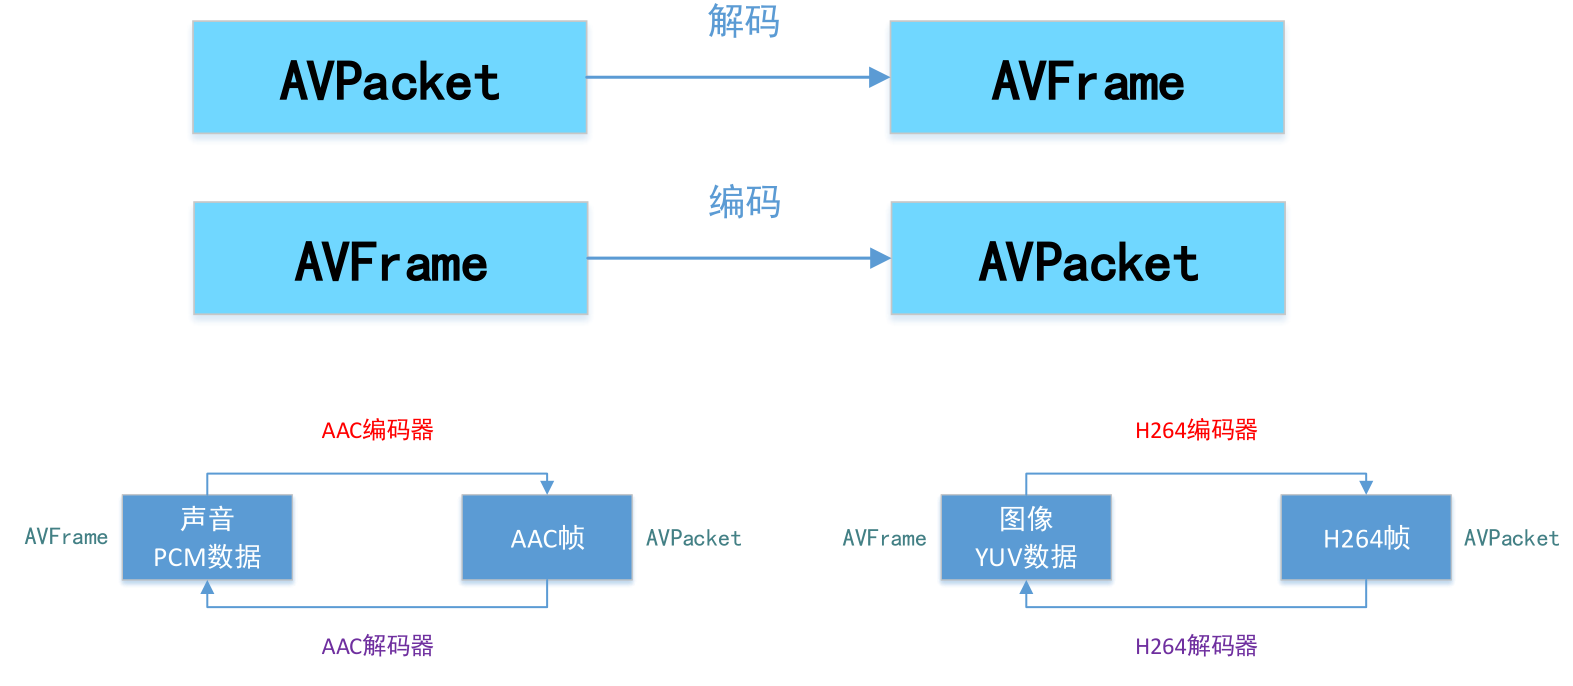 解码
AVPacket
AVFrame
编码
AVFrame
AVPacket
AAC编码器
AVFrame
声音
PCM数据
AAC帧
AVPacket
AAC解码器
H264编码器
AVFrame
图像
YUV数据
H264帧
AVPacket
H264解码器